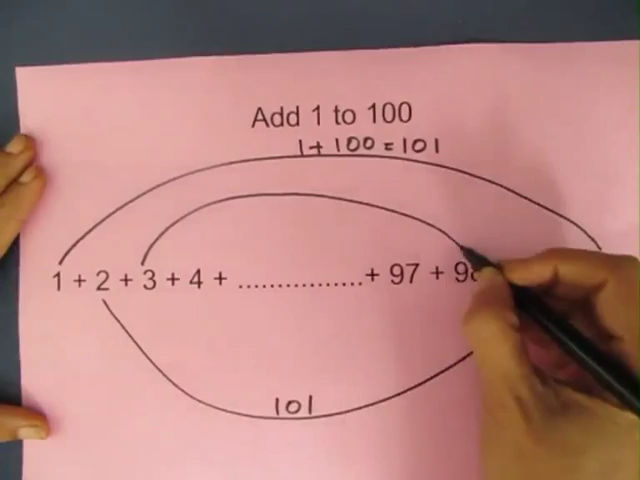 Add 1 to 100
1 + 100 = 101
1 + 2 + 3 + 4 + ................+ 97 + 98
101